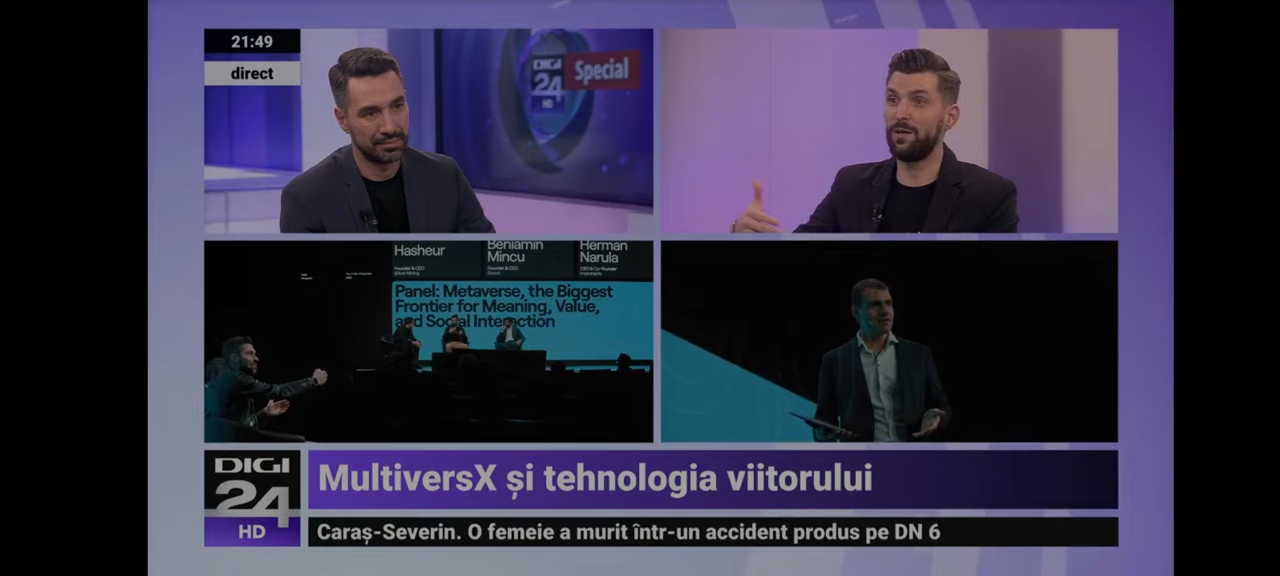 21:49
direct
DIGI
24
HD
Special
Hasheur
Founder & CEO
Beniamin
Mincu
Founder & CEO
Herman
Narula
CEO & Co-founder
Improbable
Panel: Metaverse, the Biggest
Frontier for Meaning, Value,
and Social Interaction
DIGI
24
HD
MultiversX și tehnologia viitorului
Caraș-Severin. O femeie a murit într-un accident produs pe DN 6